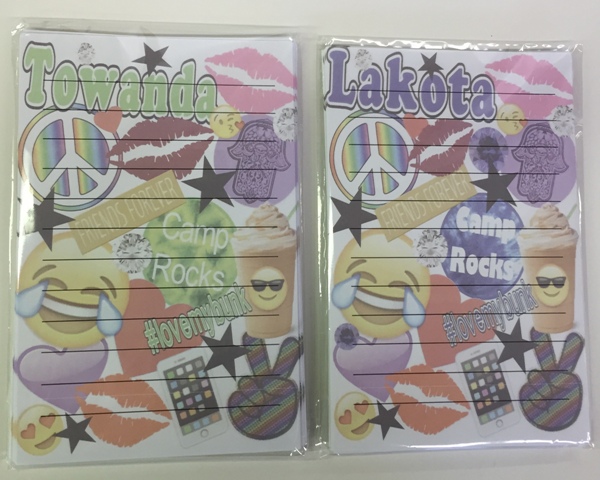 Towanda
FRIENDS FOREVER
Camp
Rocks
#lovemybunk
Lakota
FRIENDS FOREVER
Camp
Rocks
#lovemybunk